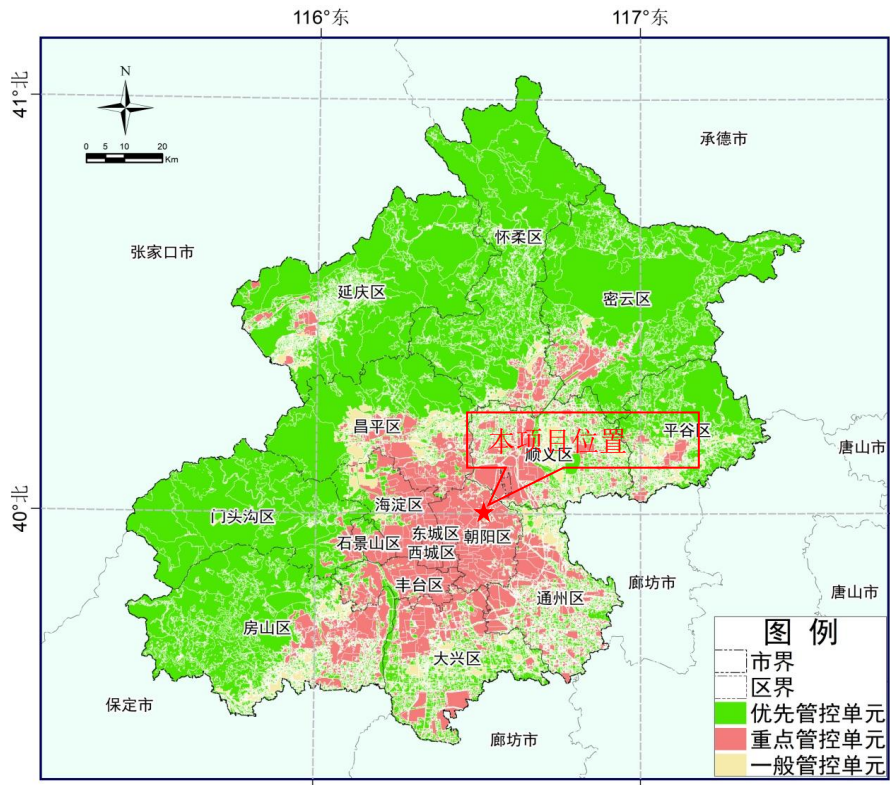 116°东
117°东
41°北
N
0 5 10 20
Km
承德市
张家口市
怀柔区
延庆区
密云区
昌平区
本项目位置
顺义区
平谷区
唐山市
40°北
海淀区
门头沟区
东城区
朝阳区
石景山区
西城区
丰台区
廊坊市
唐山市
通州区
房山区
大兴区
保定市
廊坊市
图 例
市界
区界
优先管控单元
重点管控单元
一般管控单元